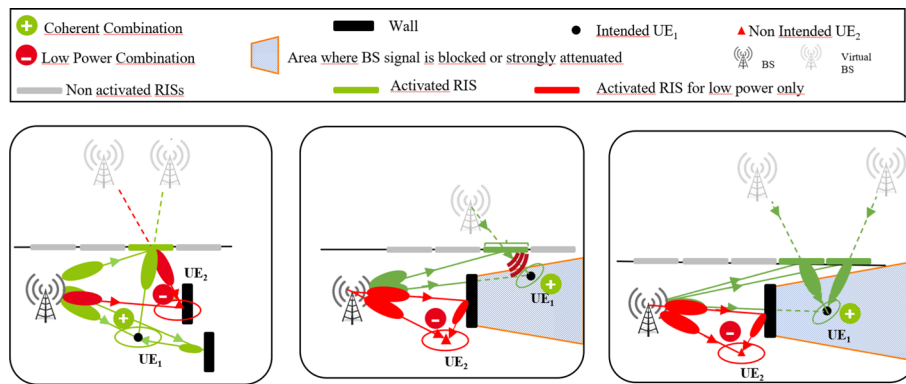 Coherent Combination
Wall
Intended UE1
Non Intended UE2
Low Power Combination
Area where BS signal is blocked or strongly attenuated
BS
Virtual
BS
Non activated RISs
Activated RIS
Activated RIS for low power only
UE2
UE1
UE1
UE2
UE1
UE2